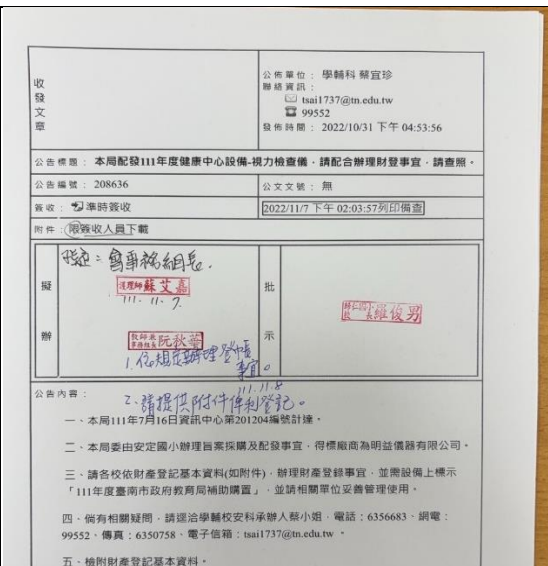 收
發
文
章
公佈單位： 學輔科 蔡宜珍
聯絡資訊：
tsai1737@tn.edu.tw
99552
發佈時間： 2022/10/31 下午 04:53:56
公告標題： 本局配發111年度健康中心設備-視力檢查儀，請配合辦理財登事宜，請查照。
公告編號： 208636
公文文號： 無
簽收： 準時簽收
2022/11/7 下午 02:03:57列印備查
附件： 限簽收人員下載
擬
辦
擬：會事務組長。
護理師 蘇艾嘉
111. 11. 7.
教師兼
事務組長 阮秋華
1. 依規定辦理登帳
事宜。
111.11.8
2. 請提供附件俾利登記。
批
示
羅俊男
公告內容：
一、本局111年7月16日資訊中心第201204編號計達。
二、本局委由安定國小辦理旨案採購及配發事宜，得標廠商為明益儀器有限公司。
三、請各校依財產登記基本資料(如附件)，辦理財產登錄事宜，並需設備上標示
「111年度臺南市政府教育局補助購置」，並請相關單位妥善管理使用。
四、倘有相關疑問，請逕洽學輔校安科承辦人蔡小姐，電話：6356683、網電：
99552、傳真：6350758、電子信箱：tsai1737@tn.edu.tw 。
五、檢附財產登記基本資料。